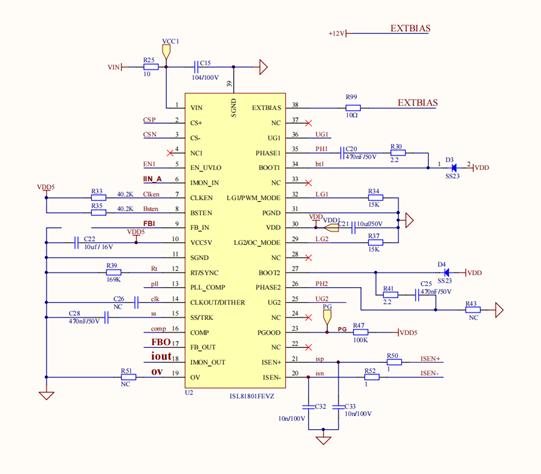 +12V EXTBIAS
VCC1
VIN R25 10 C15 104/100V
39 SGND
1 VIN EXTBIAS 38 R99 10Ω EXTBIAS
CSP 2 CS+ NC 37
CSN 3 CS- UG1 36 UG1
4 NC1 PHASE1 35 PH1 C20 470nF/50V R30 2.2
EN1 5 EN_UVLO BOOT1 34 bt1 1 D3 SS23 2 VDD
IIN_A 6 IMON_IN NC 33
VDD5 R33 40.2K Clken 7 CLKEN LG1/PWM_MODE 32 LG1 R34 15K
R35 40.2K Bsten 8 BSTEN PGND 31
FBI 9 FB_IN VDD 30 VDD VDD1 C21 10uf/50V
C22 10uf / 16V VDD5 10 VCC5V LG2/OC_MODE 29 LG2 R37 15K
11 SGND NC 28
R39 169K Rt 12 RT/SYNC BOOT2 27 D4 SS23 VDD
pll 13 PLL_COMP PHASE2 26 PH2 R41 2.2 C25 470nF/50V R43 NC
C26 NC clk 14 CLKOUT/DITHER UG2 25 UG2
C28 470NF/50V ss 15 SS/TRK NC 24 PG
comp 16 COMP PGOOD 23 PG R47 100K VDD5
FBO 17 FB_OUT NC 22
iout 18 IMON_OUT ISEN+ 21 isp R50 1 ISEN+
R51 NC ov 19 OV ISEN- 20 isn R52 1 ISEN-
U2 ISL81801FEVZ
C32 10n/100V C33 10n/100V